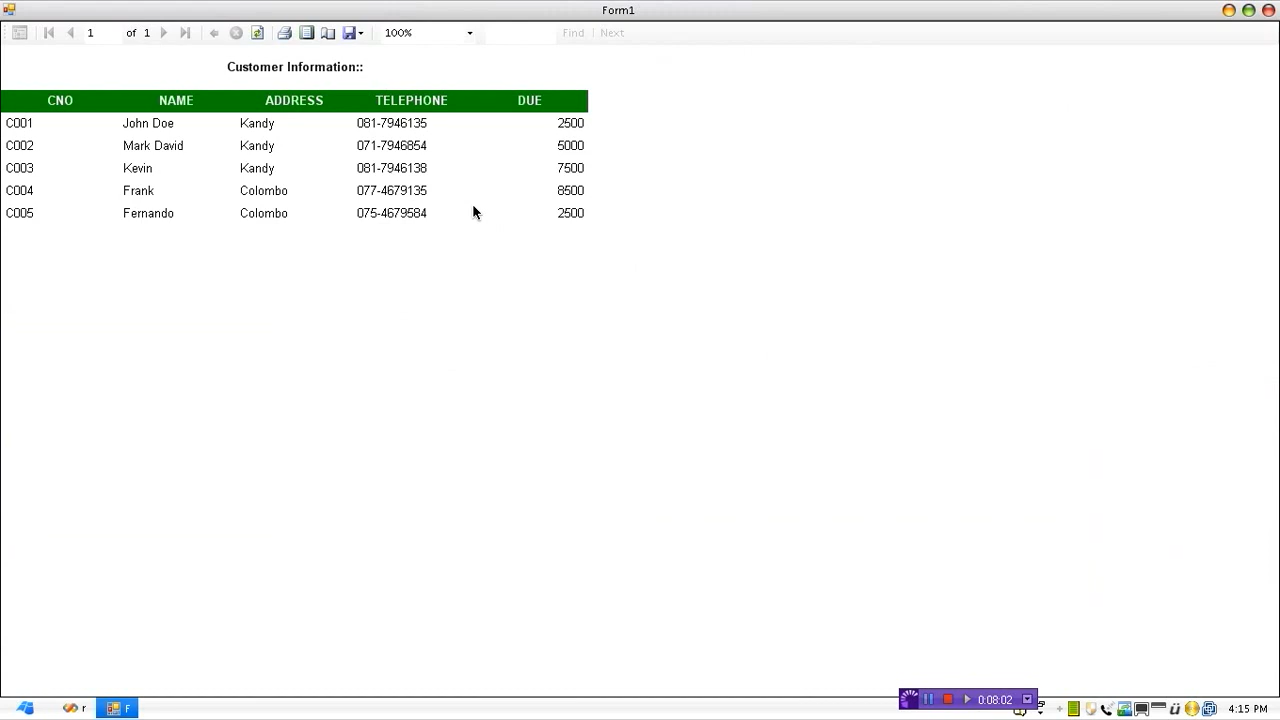 Form1
1 of 1 100% Find Next
Customer Information::
CNO NAME ADDRESS TELEPHONE DUE
C001 John Doe Kandy 081-7946135 2500
C002 Mark David Kandy 071-7946854 5000
C003 Kevin Kandy 081-7946138 7500
C004 Frank Colombo 077-4679135 8500
C005 Fernando Colombo 075-4679584 2500
r F 0:08:02 ü 4:15 PM